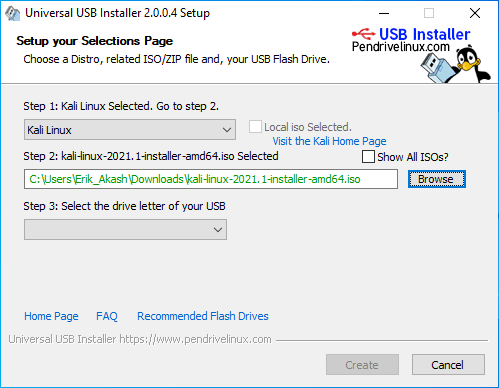 Universal USB Installer 2.0.0.4 Setup
Setup your Selections Page
Choose a Distro, related ISO/ZIP file and, your USB Flash Drive.
USB Installer
Pendrivelinux.com
Step 1: Kali Linux Selected. Go to step 2.
Kali Linux
Local iso Selected.
Visit the Kali Home Page
Step 2: kali-linux-2021.1-installer-amd64.iso Selected
Show All ISOs?
C:\Users\Erik_Akash\Downloads\kali-linux-2021.1-installer-amd64.iso
Browse
Step 3: Select the drive letter of your USB
Home Page FAQ Recommended Flash Drives
Universal USB Installer https://www.pendrivelinux.com
Create Cancel